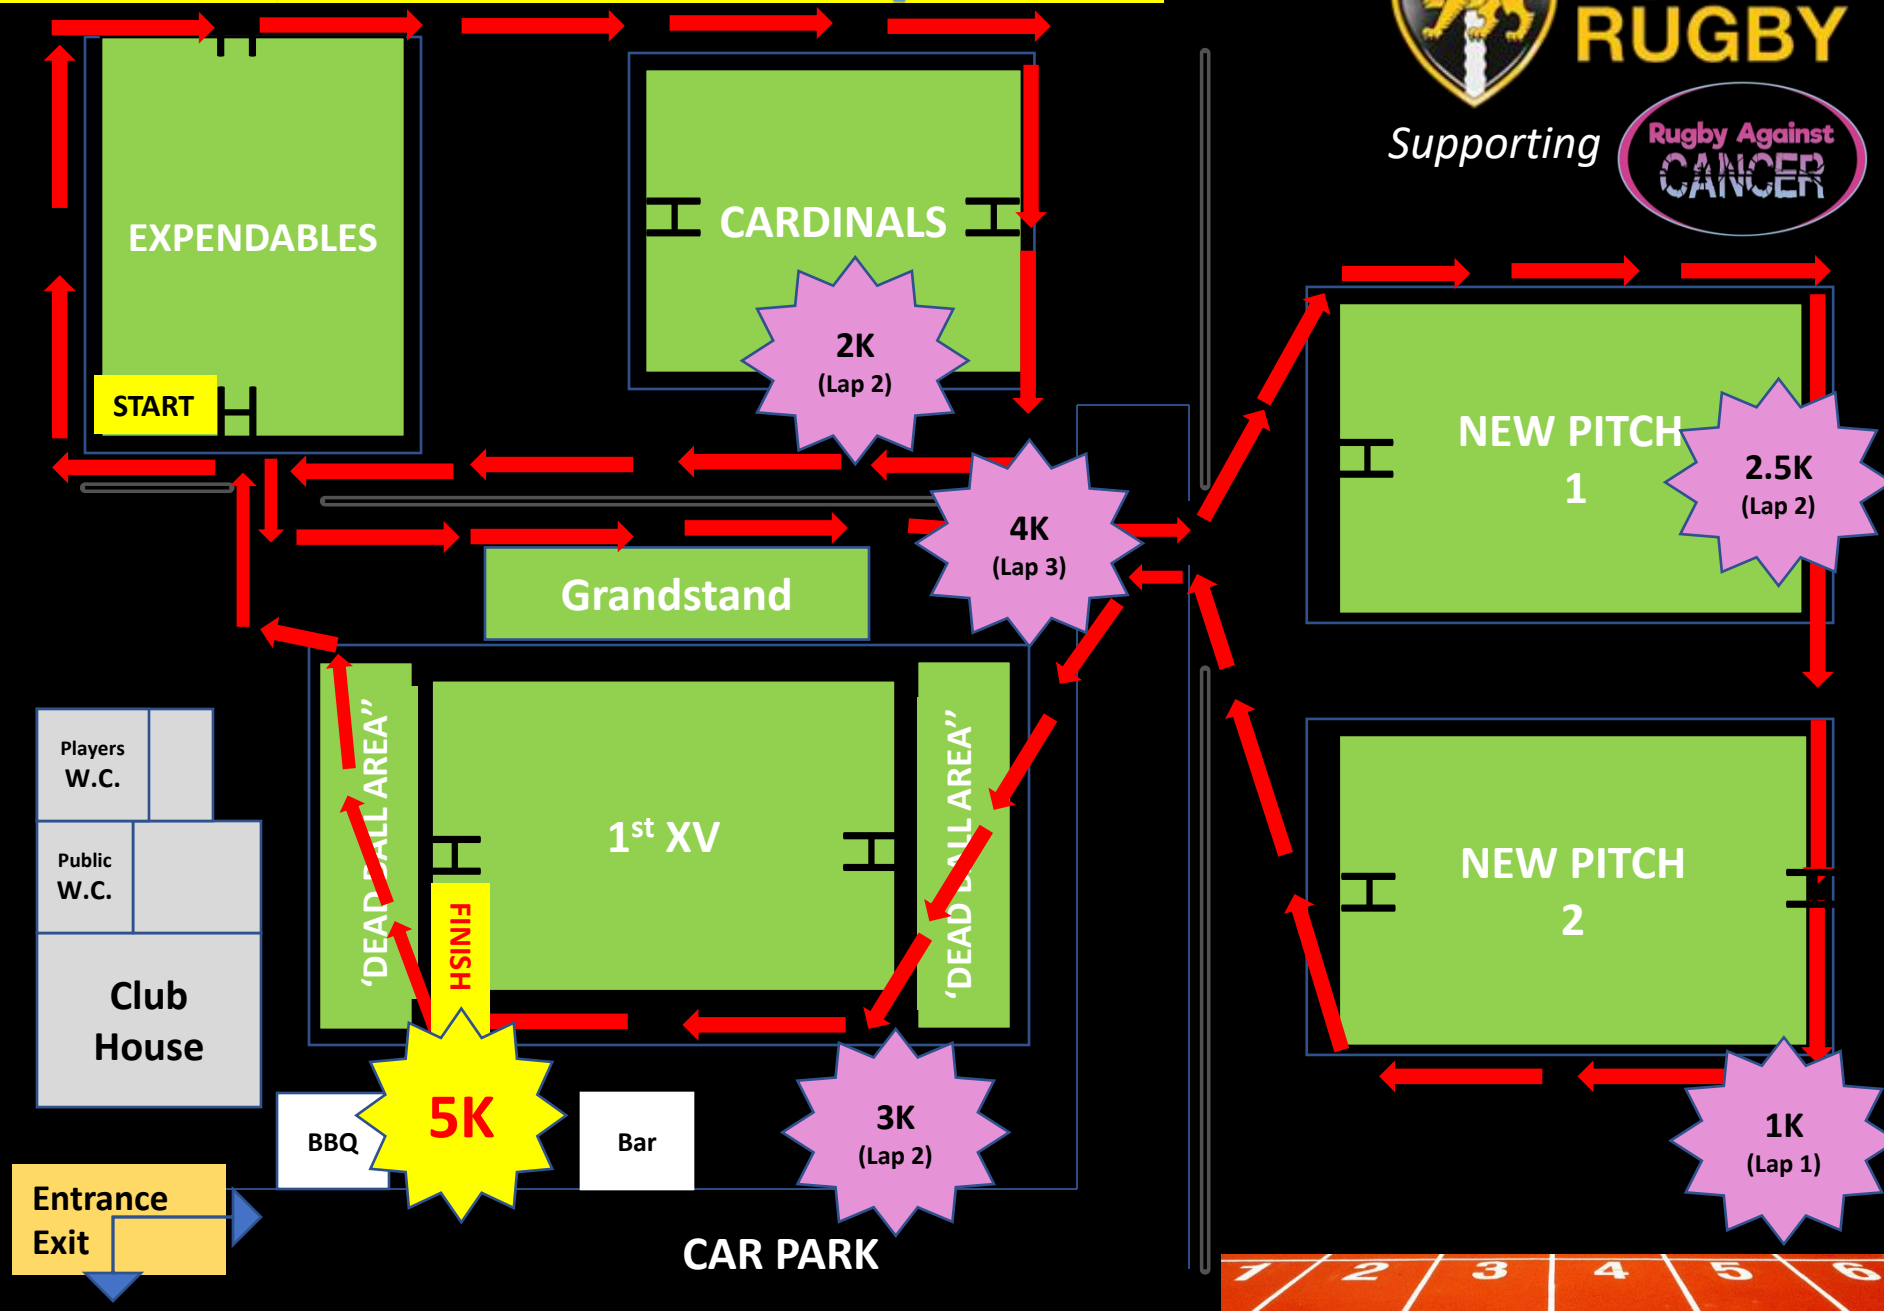 RUGBY
Supporting
Rugby Against
CANCER
EXPENDABLES
CARDINALS
START
2K
(Lap 2)
NEW PITCH
1
2.5K
(Lap 2)
4K
(Lap 3)
Grandstand
Players
W.C.
Public
W.C.
Club
House
‘DEAD BALL AREA’’
1st XV
‘DEAD BALL AREA’’
FINISH
NEW PITCH
2
5K
BBQ
Bar
3K
(Lap 2)
1K
(Lap 1)
Entrance
Exit
CAR PARK
1 2 3 4 5 6